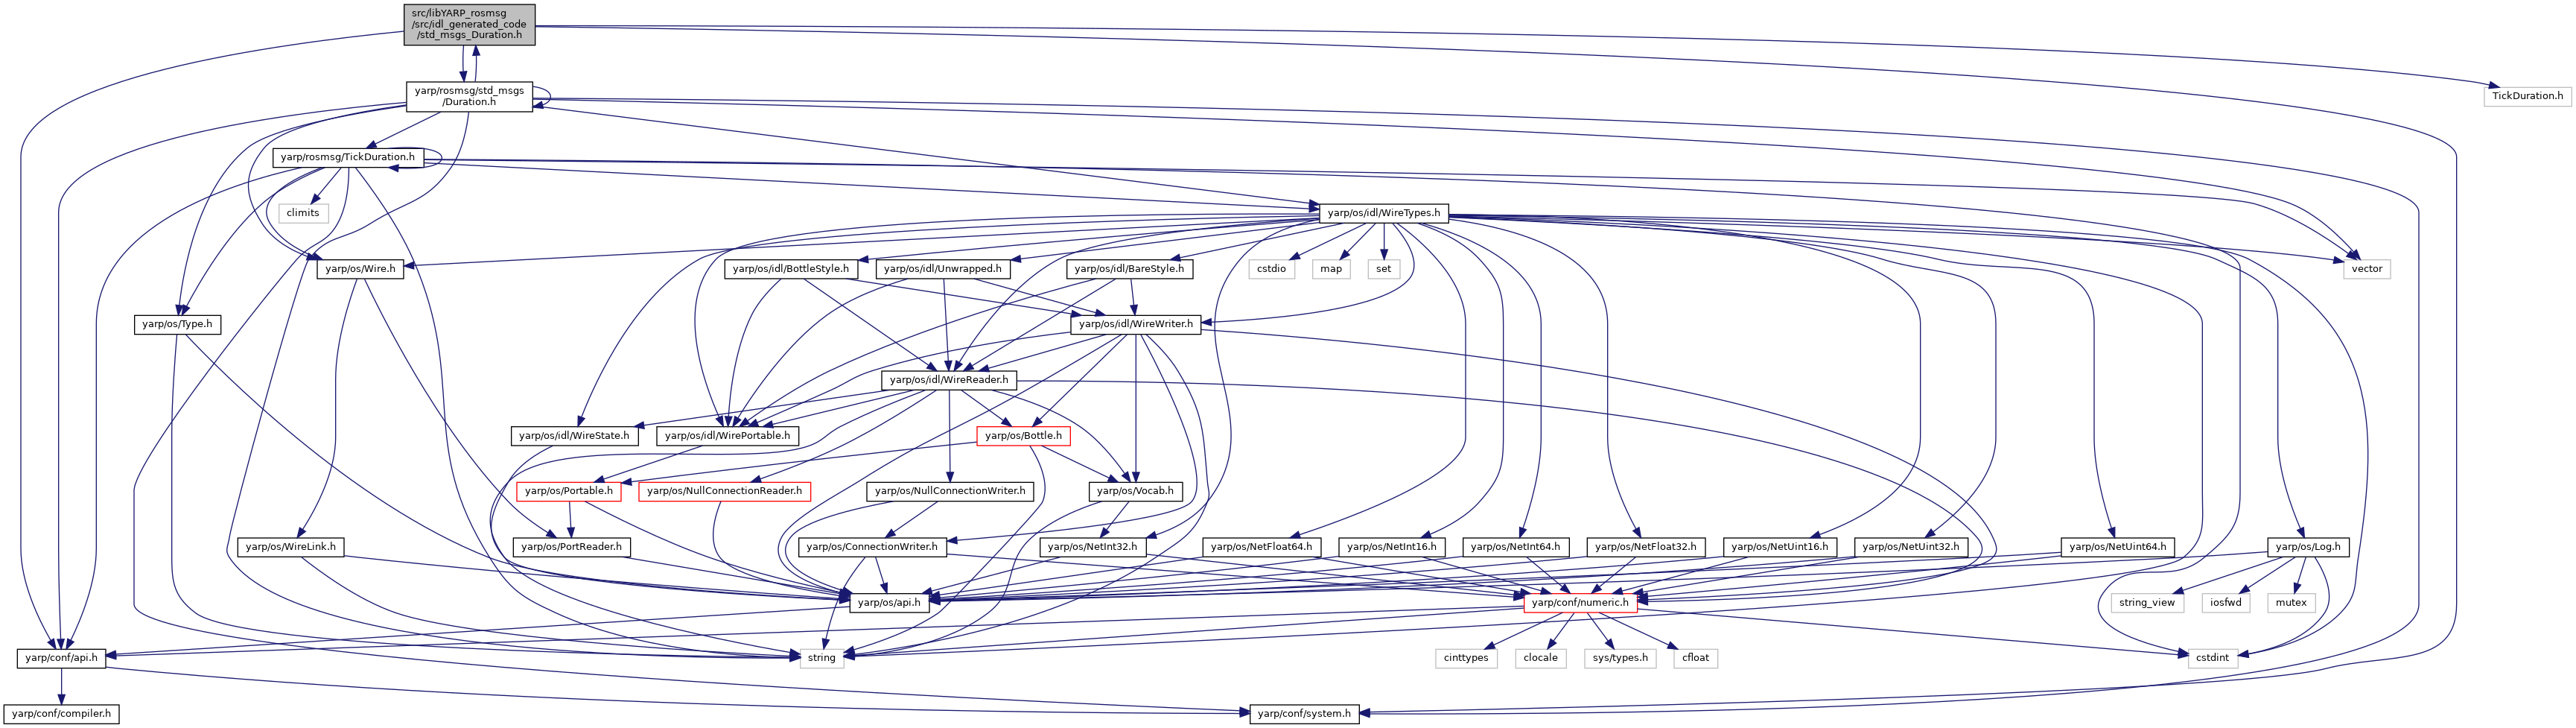 src/libYARP_rosmsg
/src/idl_generated_code
/std_msgs_Duration.h
yarp/rosmsg/std_msgs
/Duration.h
TickDuration.h
yarp/rosmsg/TickDuration.h
climits
yarp/os/idl/WireTypes.h
yarp/os/Wire.h
yarp/os/idl/BottleStyle.h
yarp/os/idl/Unwrapped.h
yarp/os/idl/BareStyle.h
cstdio
map
set
vector
yarp/os/Type.h
yarp/os/idl/WireWriter.h
yarp/os/idl/WireReader.h
yarp/os/idl/WireState.h
yarp/os/idl/WirePortable.h
yarp/os/Bottle.h
yarp/os/Portable.h
yarp/os/NullConnectionReader.h
yarp/os/NullConnectionWriter.h
yarp/os/Vocab.h
yarp/os/WireLink.h
yarp/os/PortReader.h
yarp/os/ConnectionWriter.h
yarp/os/NetInt32.h
yarp/os/NetFloat64.h
yarp/os/NetInt16.h
yarp/os/NetInt64.h
yarp/os/NetFloat32.h
yarp/os/NetUint16.h
yarp/os/NetUint32.h
yarp/os/NetUint64.h
yarp/os/Log.h
yarp/os/api.h
yarp/conf/numeric.h
string_view
iosfwd
mutex
yarp/conf/api.h
string
cinttypes
clocale
sys/types.h
cfloat
cstdint
yarp/conf/compiler.h
yarp/conf/system.h